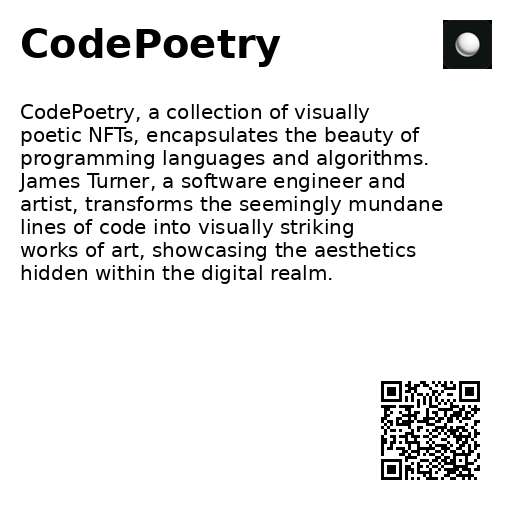 CodePoetry
CodePoetry, a collection of visually
poetic NFTs, encapsulates the beauty of
programming languages and algorithms.
James Turner, a software engineer and
artist, transforms the seemingly mundane
lines of code into visually striking
works of art, showcasing the aesthetics
hidden within the digital realm.